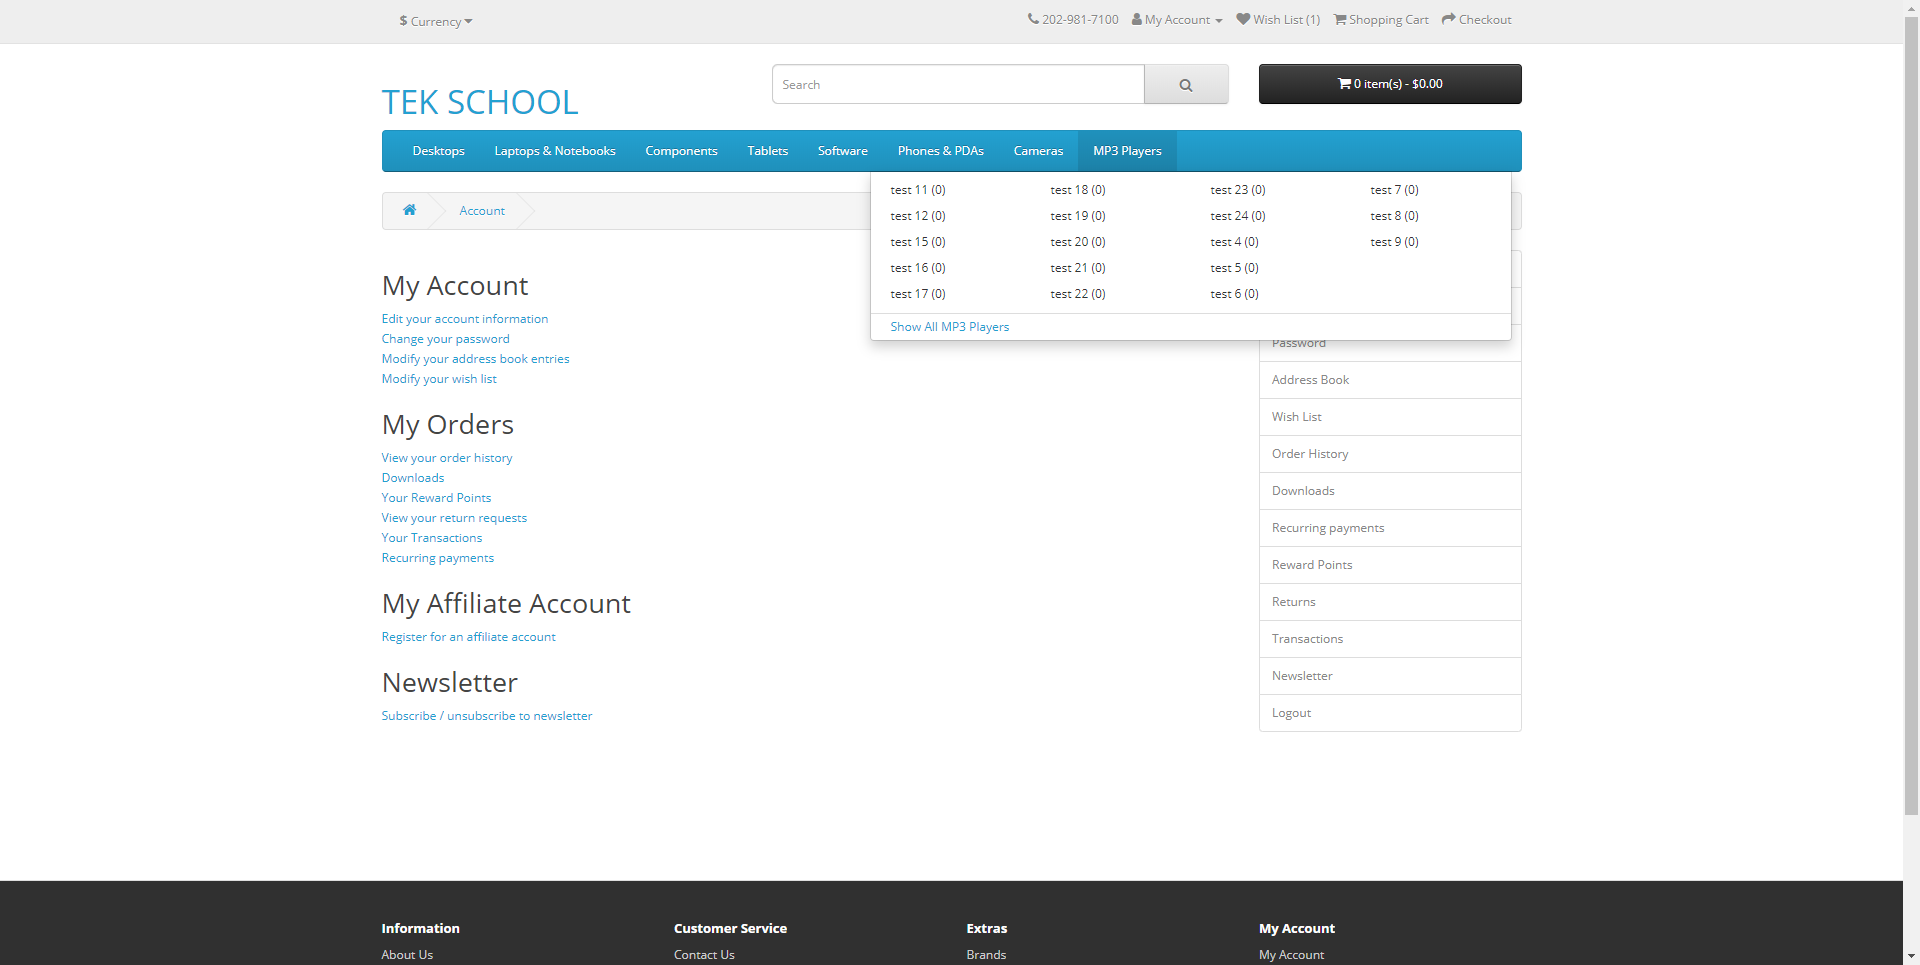 $ Currency
202-981-7100 My Account Wish List (1) Shopping Cart Checkout
TEK SCHOOL
Search
0 item(s) - $0.00
Desktops Laptops & Notebooks Components Tablets Software Phones & PDAs Cameras MP3 Players
test 11 (0) test 18 (0) test 23 (0) test 7 (0)
test 12 (0) test 19 (0) test 24 (0) test 8 (0)
test 15 (0) test 20 (0) test 4 (0) test 9 (0)
test 16 (0) test 21 (0) test 5 (0)
test 17 (0) test 22 (0) test 6 (0)
Show All MP3 Players
Account
My Account
Edit your account information
Change your password
Modify your address book entries
Modify your wish list
My Orders
View your order history
Downloads
Your Reward Points
View your return requests
Your Transactions
Recurring payments
My Affiliate Account
Register for an affiliate account
Newsletter
Subscribe / unsubscribe to newsletter
Password
Address Book
Wish List
Order History
Downloads
Recurring payments
Reward Points
Returns
Transactions
Newsletter
Logout
Information Customer Service Extras My Account
About Us Contact Us Brands My Account